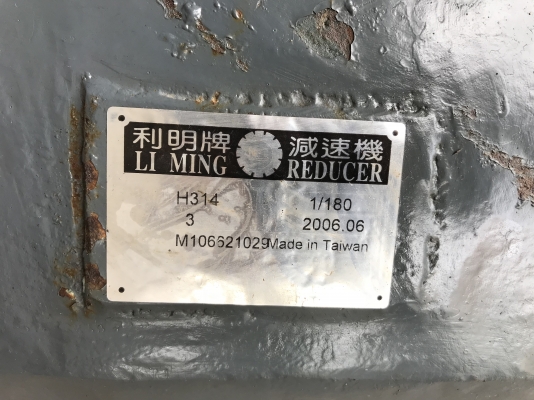 利明牌 減速機
LI MING REDUCER
H314 1/180
3 2006.06
M106621029 Made in Taiwan